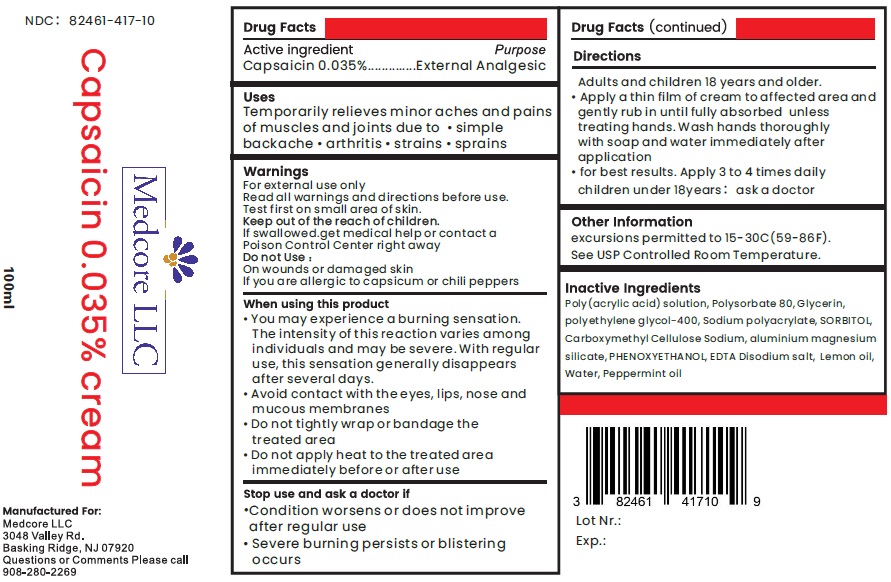 NDC: 82461-417-10
Capsaicin 0.035% cream
Medcore LLC
100ml
Manufactured For:
Medcore LLC
3048 Valley Rd.
Basking Ridge, NJ 07920
Questions or Comments Please call
908-280-2269
Drug Facts
Active ingredient Purpose
Capsaicin 0.035%..............External Analgesic
Uses
Temporarily relieves minor aches and pains
of muscles and joints due to • simple
backache • arthritis • strains • sprains
Warnings
For external use only
Read all warnings and directions before use.
Test first on small area of skin.
Keep out of the reach of children.
If swallowed.get medical help or contact a
Poison Control Center right away
Do not Use :
On wounds or damaged skin
If you are allergic to capsicum or chili peppers
When using this product
• You may experience a burning sensation.
The intensity of this reaction varies among
individuals and may be severe. With regular
use, this sensation generally disappears
after several days.
• Avoid contact with the eyes, lips, nose and
mucous membranes
• Do not tightly wrap or bandage the
treated area
• Do not apply heat to the treated area
immediately before or after use
Stop use and ask a doctor if
•Condition worsens or does not improve
after regular use
• Severe burning persists or blistering
occurs
Drug Facts (continued)
Directions
Adults and children 18 years and older.
• Apply a thin film of cream to affected area and
gently rub in until fully absorbed unless
treating hands. Wash hands thoroughly
with soap and water immediately after
application
• for best results. Apply 3 to 4 times daily
children under 18years: ask a doctor
Other Information
excursions permitted to 15-30C(59-86F).
See USP Controlled Room Temperature.
Inactive Ingredients
Poly(acrylic acid) solution, Polysorbate 80, Glycerin,
polyethylene glycol-400, Sodium polyacrylate, SORBITOL,
Carboxymethyl Cellulose Sodium, aluminium magnesium
silicate, PHENOXYETHANOL, EDTA Disodium salt, Lemon oil,
Water, Peppermint oil
3 82461 41710 9
Lot Nr.:
Exp.: